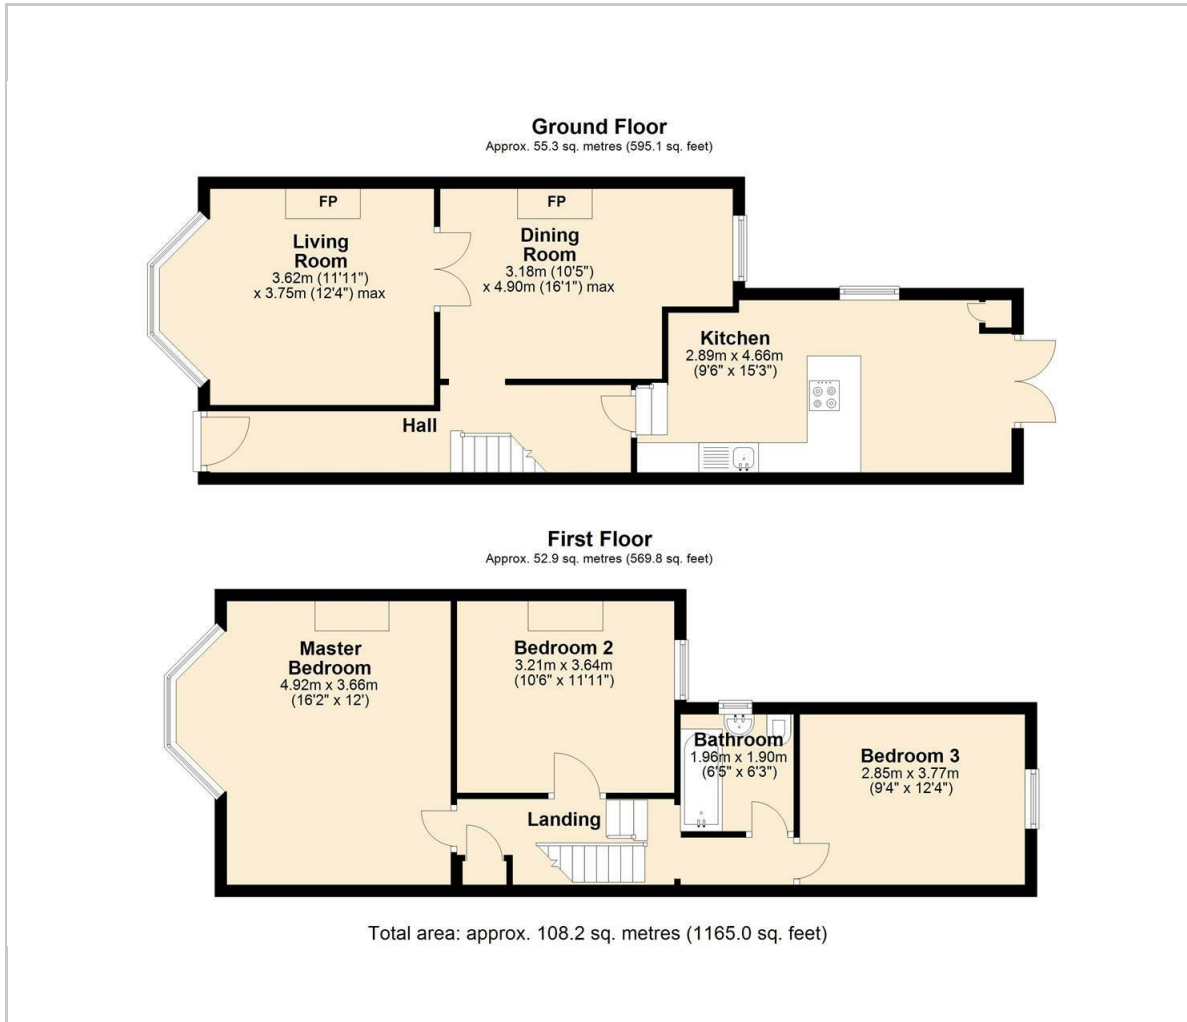 Ground Floor
Approx. 55.3 sq. metres (595.1 sq. feet)
FP
Living
Room
3.62m (11'11")
x 3.75m (12'4") max
FP
Dining
Room
3.18m (10'5")
x 4.90m (16'1") max
Kitchen
2.89m x 4.66m
(9'6" x 15'3")
Hall
First Floor
Approx. 52.9 sq. metres (569.8 sq. feet)
Master
Bedroom
4.92m x 3.66m
(16'2" x 12')
Bedroom 2
3.21m x 3.64m
(10'6" x 11'11")
Bathroom
1.96m x 1.90m
(6'5" x 6'3")
Bedroom 3
2.85m x 3.77m
(9'4" x 12'4")
Landing
Total area: approx. 108.2 sq. metres (1165.0 sq. feet)